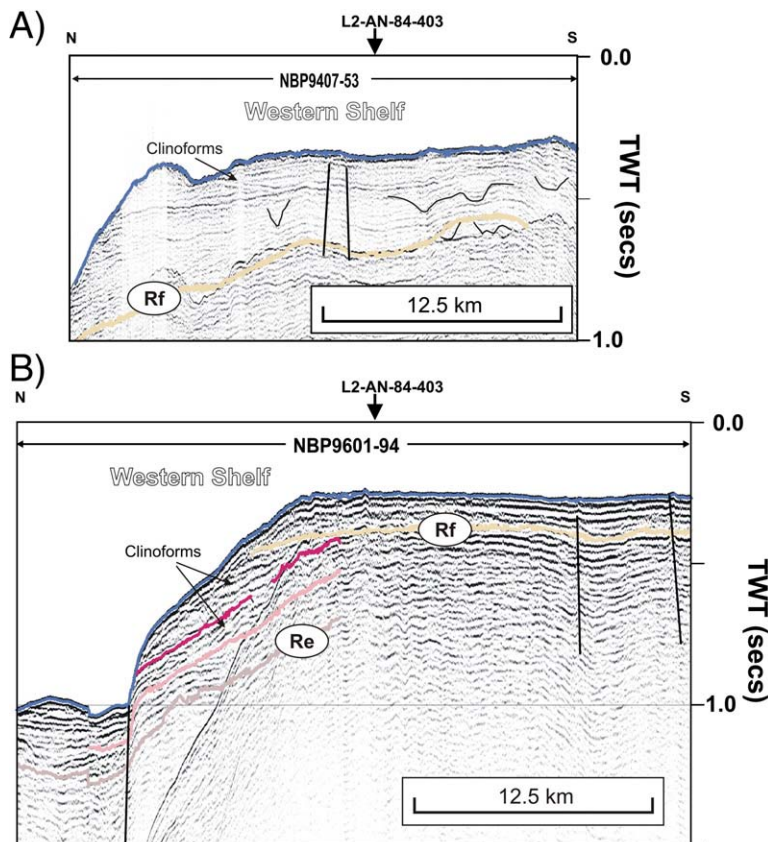 A)
L2-AN-84-403
N
S
0.0
NBP9407-53
Western Shelf
Clinoforms
TWT (secs)
Rf
12.5 km
1.0
B)
L2-AN-84-403
N
S
0.0
NBP9601-94
Western Shelf
Rf
Clinoforms
TWT (secs)
Re
1.0
12.5 km